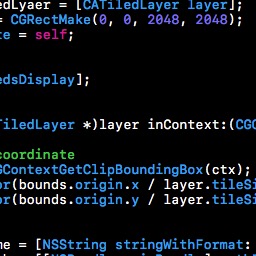 edLyaer = [CATiledLayer layer];
= CGRectMake(0, 0, 2048, 2048);
te = self;
edsDisplay];
TiledLayer *)layer inContext:(CGC
coordinate
GContextGetClipBoundingBox(ctx);
or(bounds.origin.x / layer.tileSi
or(bounds.origin.y / layer.tileSi
me = [NSString stringWithFormat: